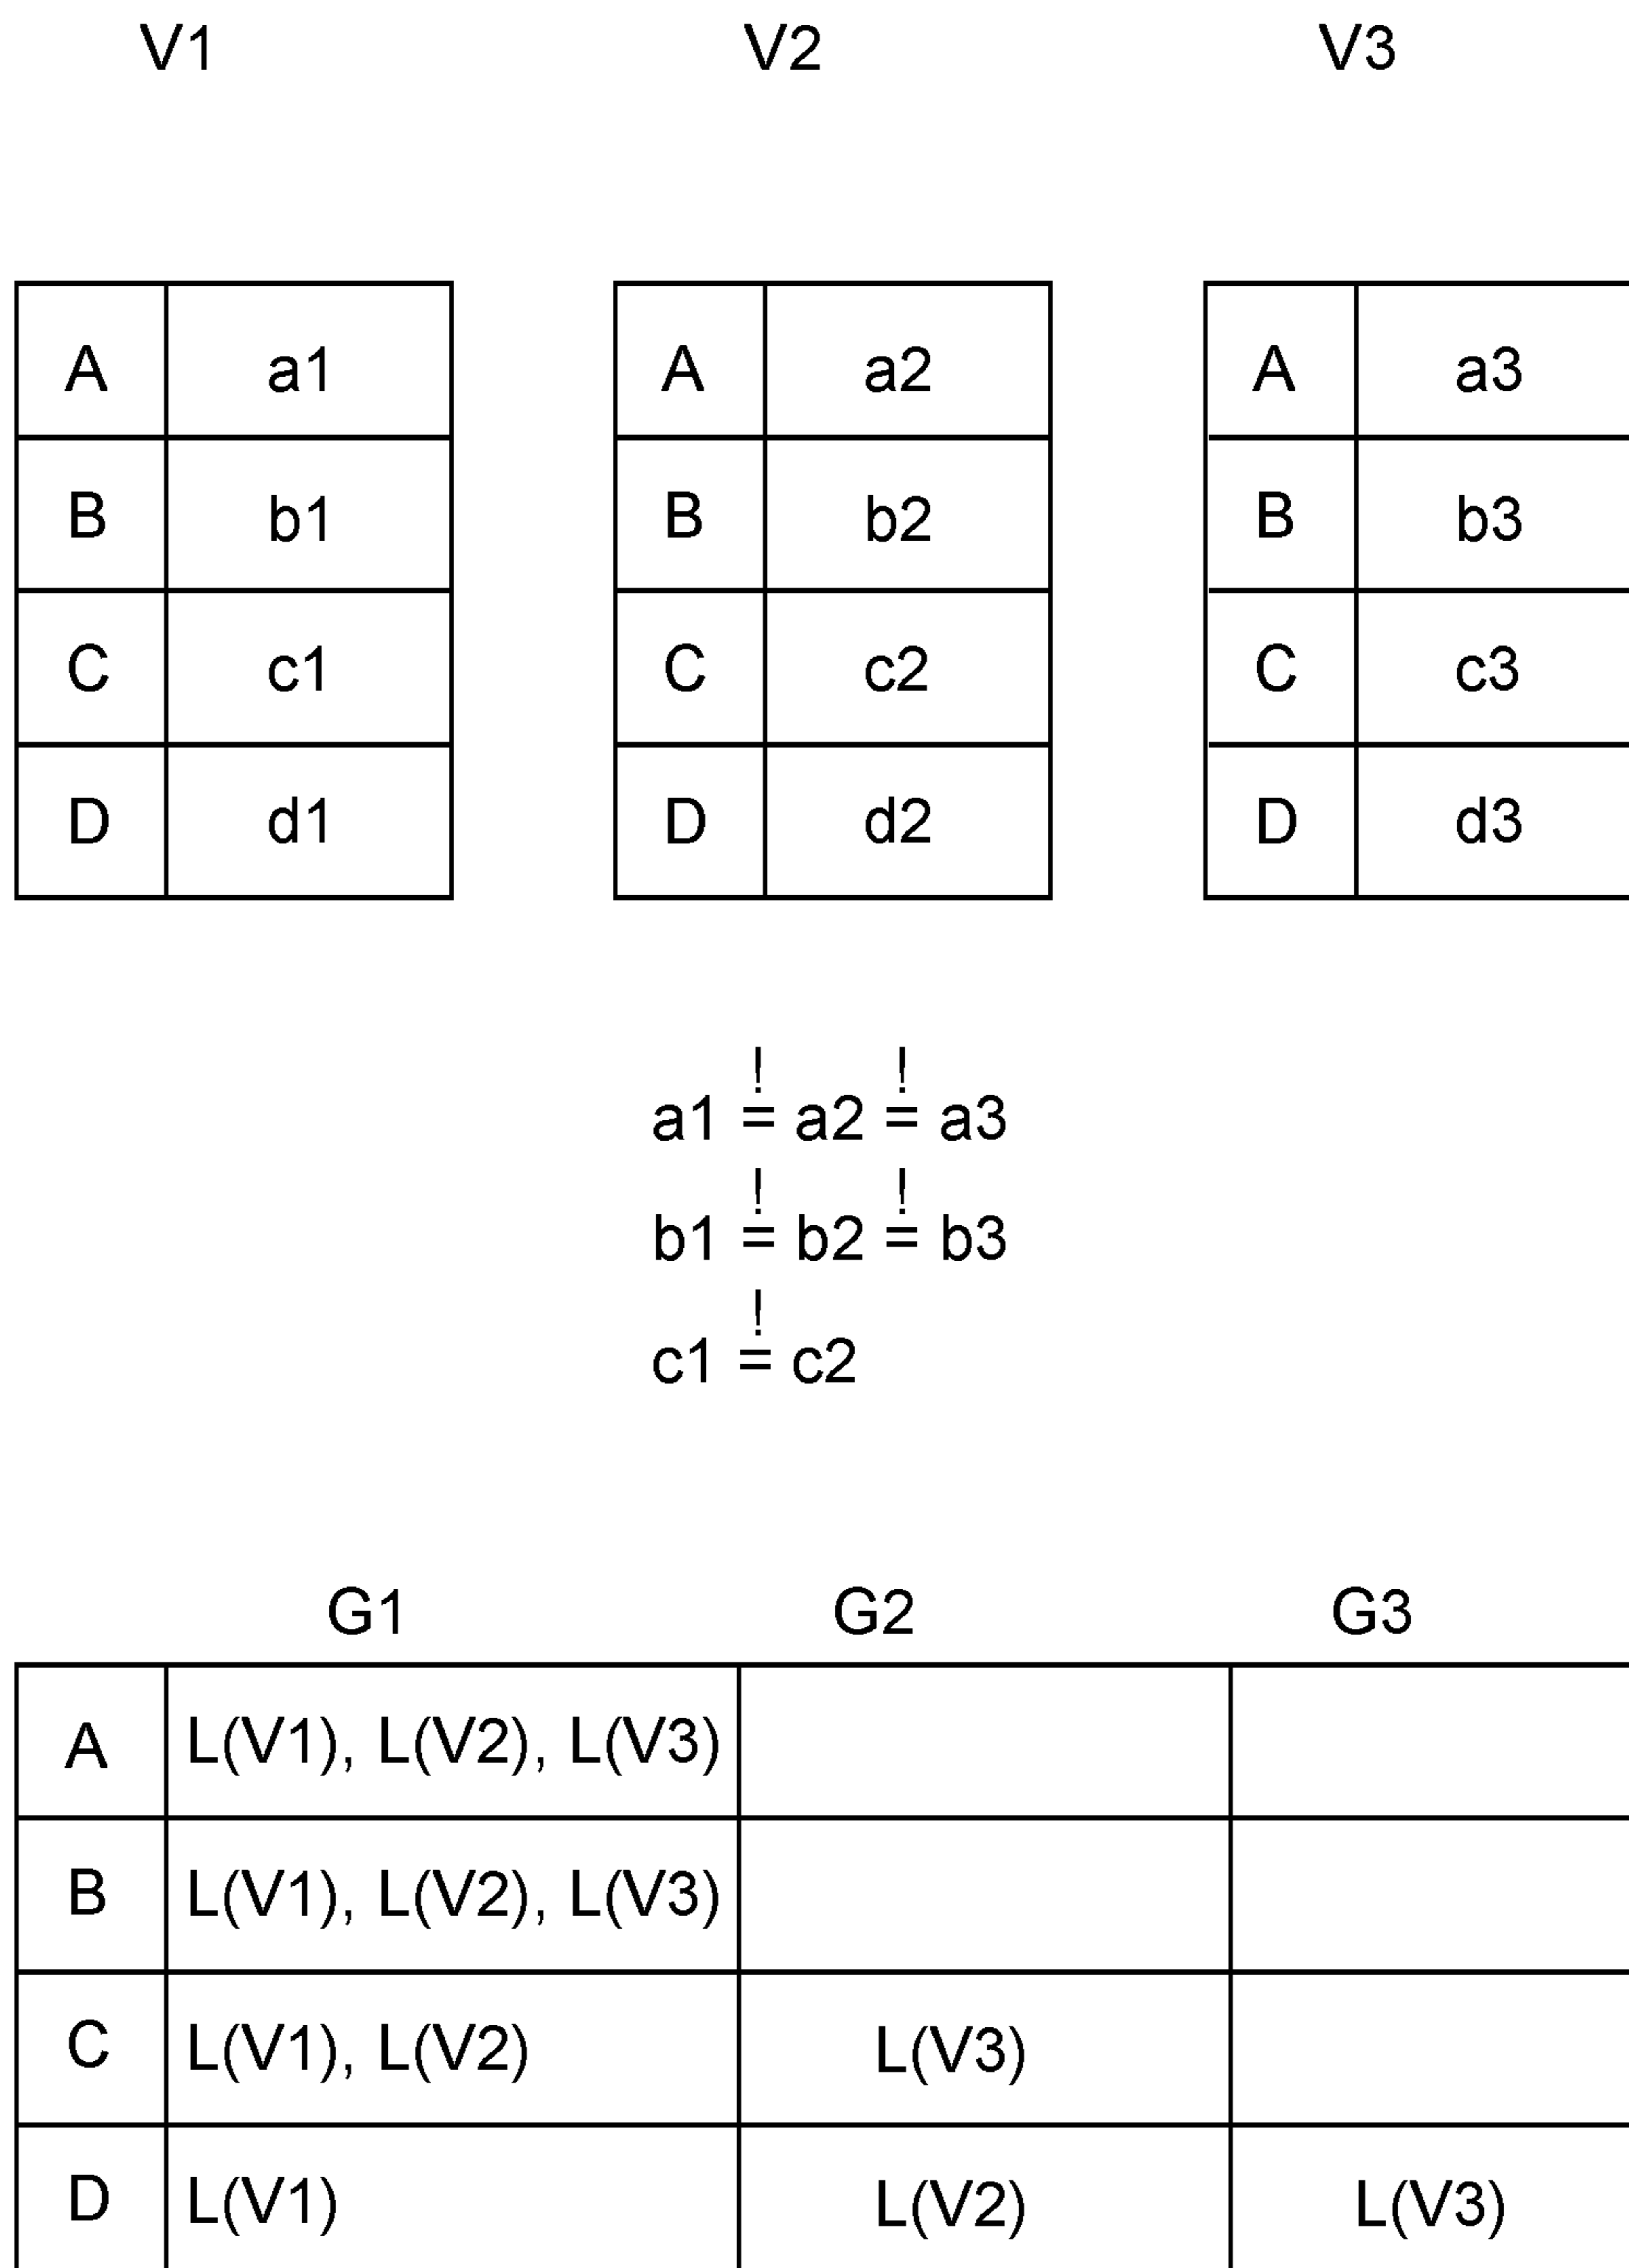 V1 V2 V3
A a1 A a2 A a3
B b1 B b2 B b3
C c1 C c2 C c3
D d1 D d2 D d3
! !
a1 = a2 = a3
! !
b1 = b2 = b3
!
c1 = c2
G1 G2 G3
A L(V1), L(V2), L(V3)
B L(V1), L(V2), L(V3)
C L(V1), L(V2) L(V3)
D L(V1) L(V2) L(V3)